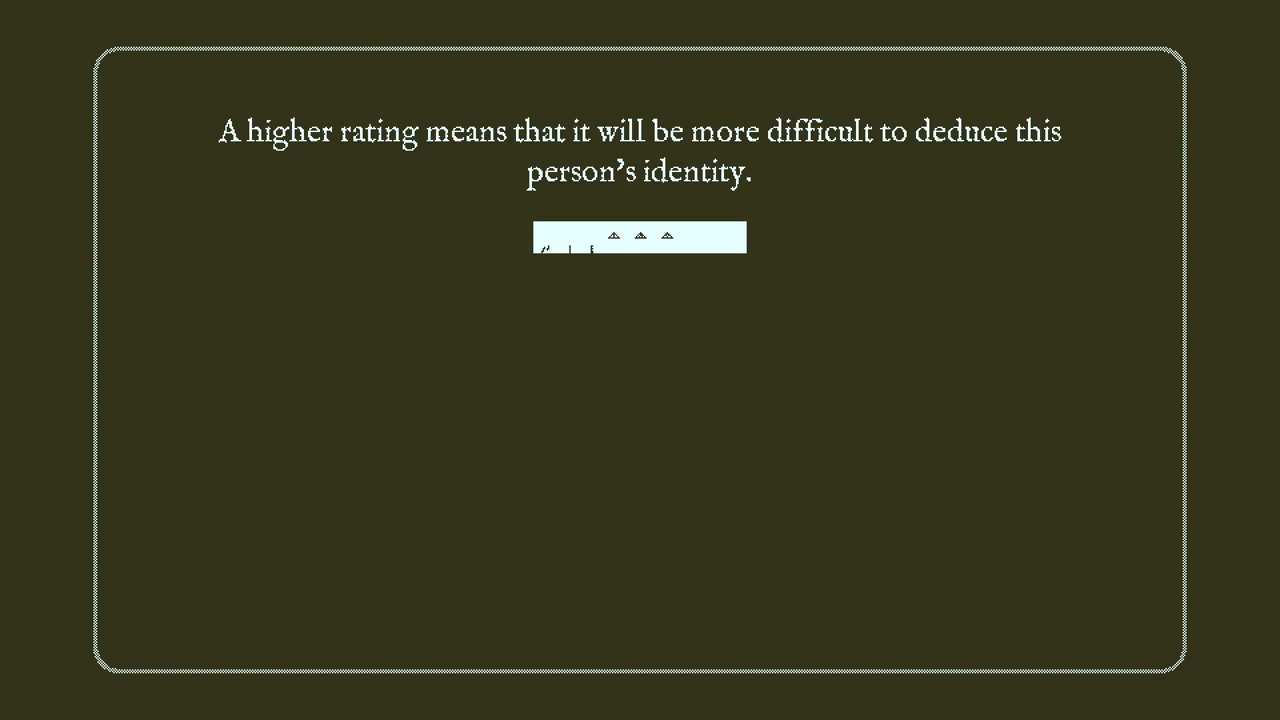 A higher rating means that it will be more difficult to deduce this
person's identity.